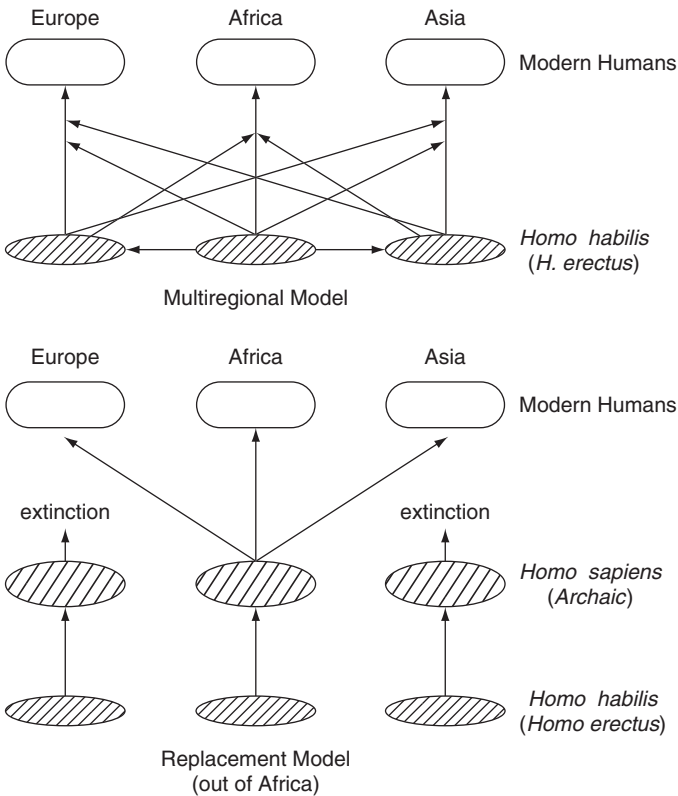 Europe Africa Asia
Modern Humans
Homo habilis
(H. erectus)
Multiregional Model
Europe Africa Asia
Modern Humans
extinction extinction
Homo sapiens
(Archaic)
Homo habilis
(Homo erectus)
Replacement Model
(out of Africa)